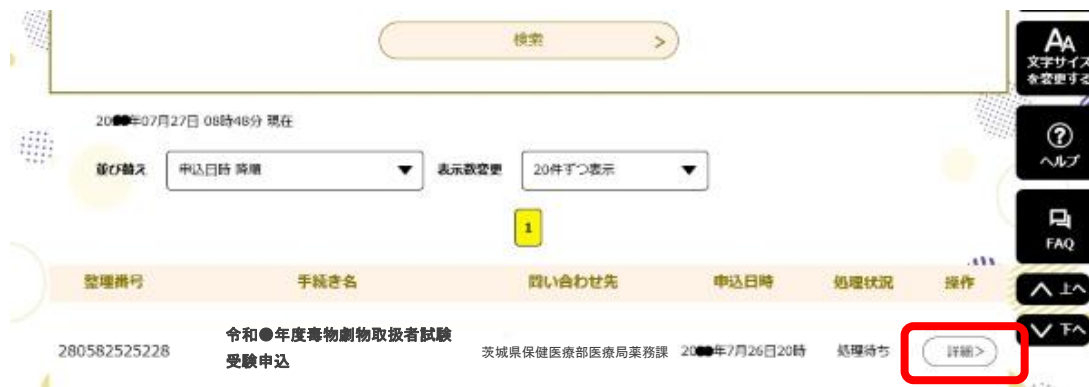 検索 >
AA
文字サイズ
を変更する
20●●年07月27日 08時48分 現在
並び替え 申込日時 降順 ▼ 表示数変更 20件ずつ表示 ▼
?
ヘルプ
1
FAQ
整理番号 手続き名 問い合わせ先 申込日時 処理状況 操作
上へ
令和●年度毒物劇物取扱者試験
受験申込
280582525228 茨城県保健医療部医療局薬務課 20●●年7月26日20時 処理待ち 詳細>
下へ